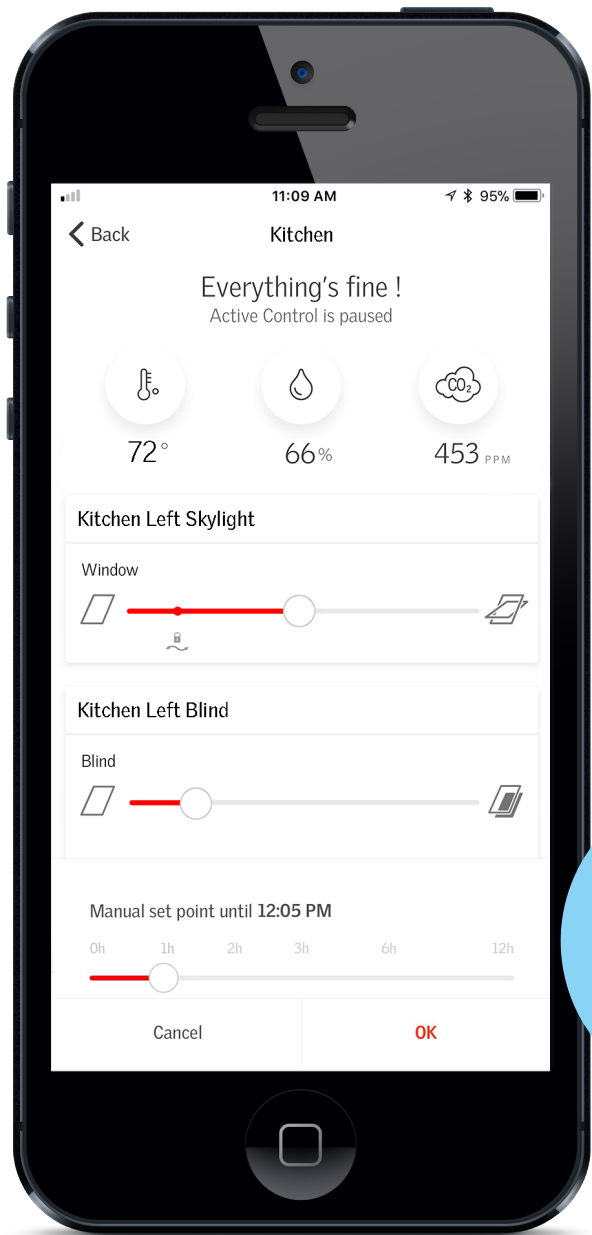 11:09 AM 95%
Back Kitchen
Everything's fine !
Active Control is paused
CO2
72° 66% 453 PPM
Kitchen Left Skylight
Window
Kitchen Left Blind
Blind
Manual set point until 12:05 PM
0h 1h 2h 3h 6h 12h
Cancel OK